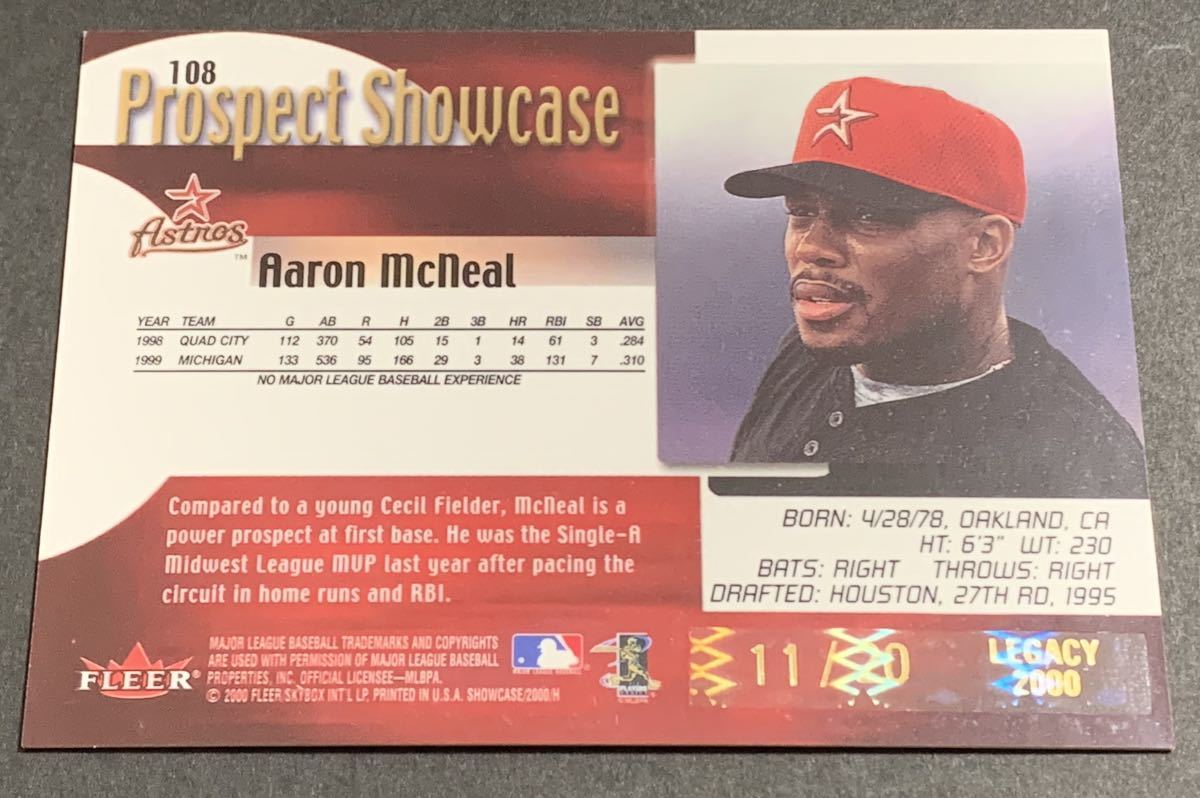 108
Prospect Showcase
Astros TM
Aaron McNeal
YEAR TEAM G AB R H 2B 3B HR RBI SB AVG
1998 QUAD CITY 112 370 54 105 15 1 14 61 3 .284
1999 MICHIGAN 133 536 95 166 29 3 38 131 7 .310
NO MAJOR LEAGUE BASEBALL EXPERIENCE
Compared to a young Cecil Fielder, McNeal is a
power prospect at first base. He was the Single-A
Midwest League MVP last year after pacing the
circuit in home runs and RBI.
BORN: 4/28/78, OAKLAND, CA
HT: 6'3" WT: 230
BATS: RIGHT THROWS: RIGHT
DRAFTED: HOUSTON, 27TH RD, 1995
FLEER®
MAJOR LEAGUE BASEBALL TRADEMARKS AND COPYRIGHTS
ARE USED WITH PERMISSION OF MAJOR LEAGUE BASEBALL
PROPERTIES, INC. OFFICIAL LICENSEE—MLBPA.
© 2000 FLEER/SKYBOX INT'L LP. PRINTED IN U.S.A. SHOWCASE/2000/H
11/20
LEGACY
2000